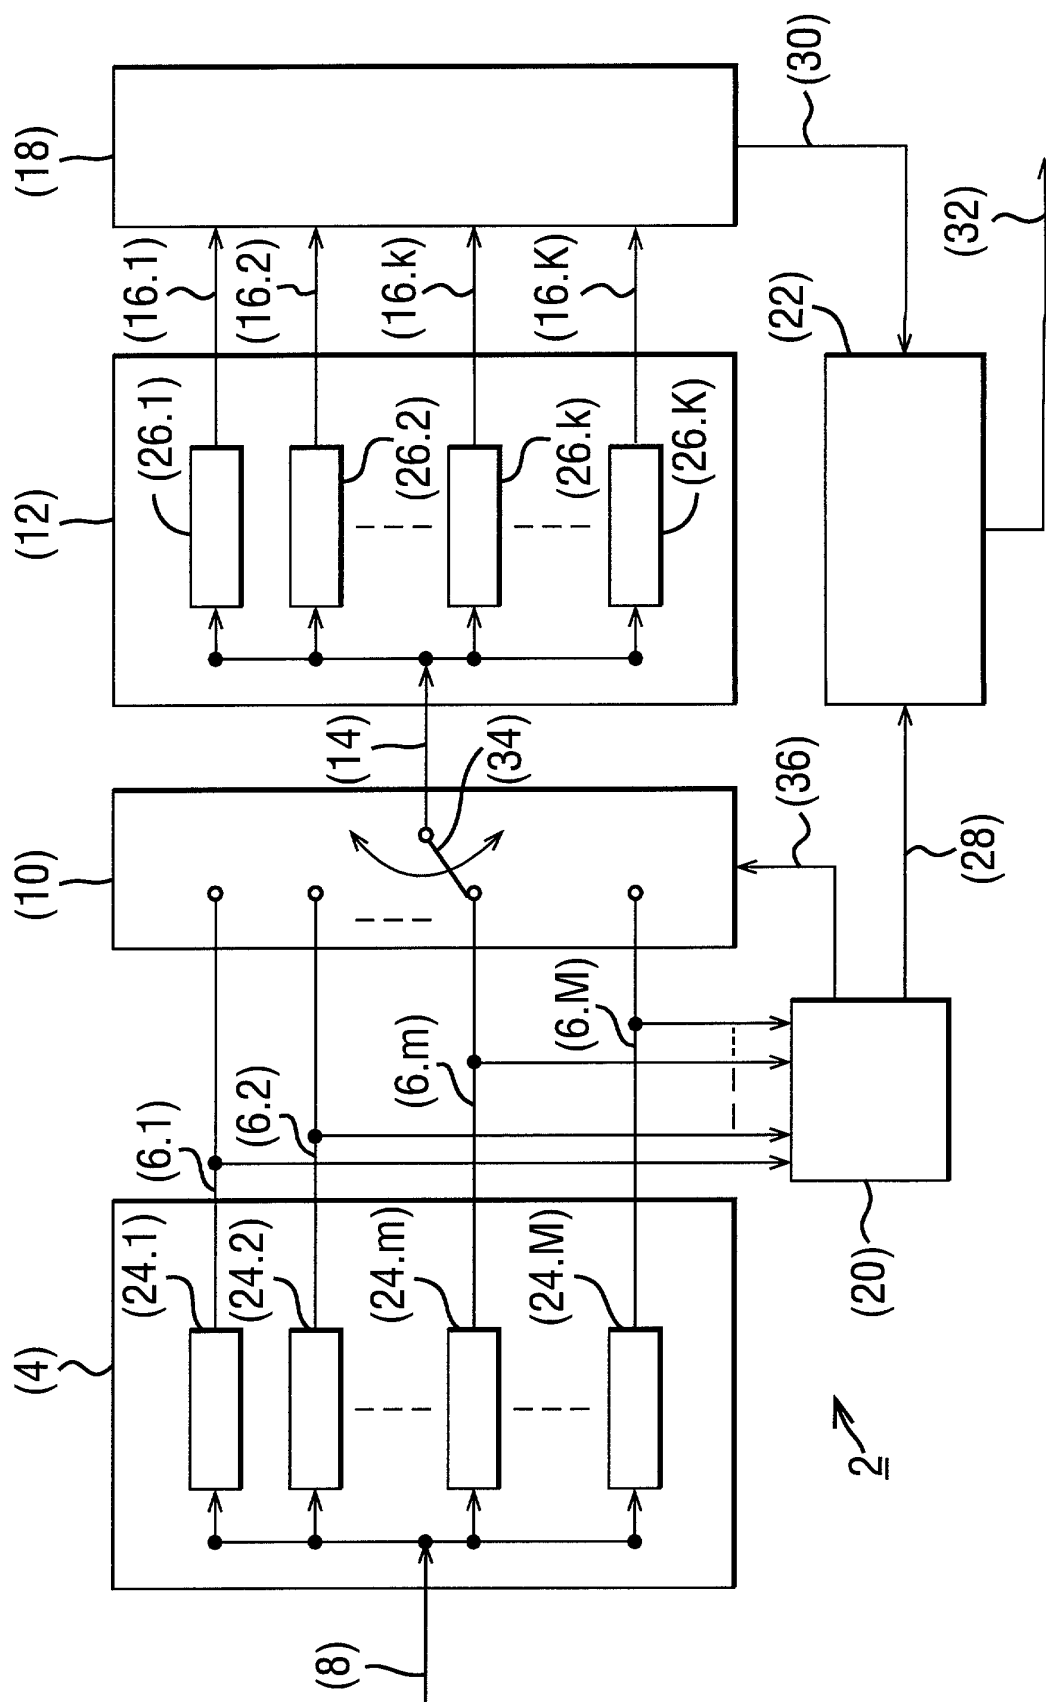 (18)
(30)
(16.1)
(16.2)
(16.k)
(16.K)
(32)
(22)
(12)
(26.1)
(26.2)
(26.k)
(26.K)
(14)
(34)
(10)
(36)
(28)
(6.1)
(6.2)
(6.m)
(6.M)
(4)
(24.1)
(24.2)
(24.m)
(24.M)
(20)
2
(8)